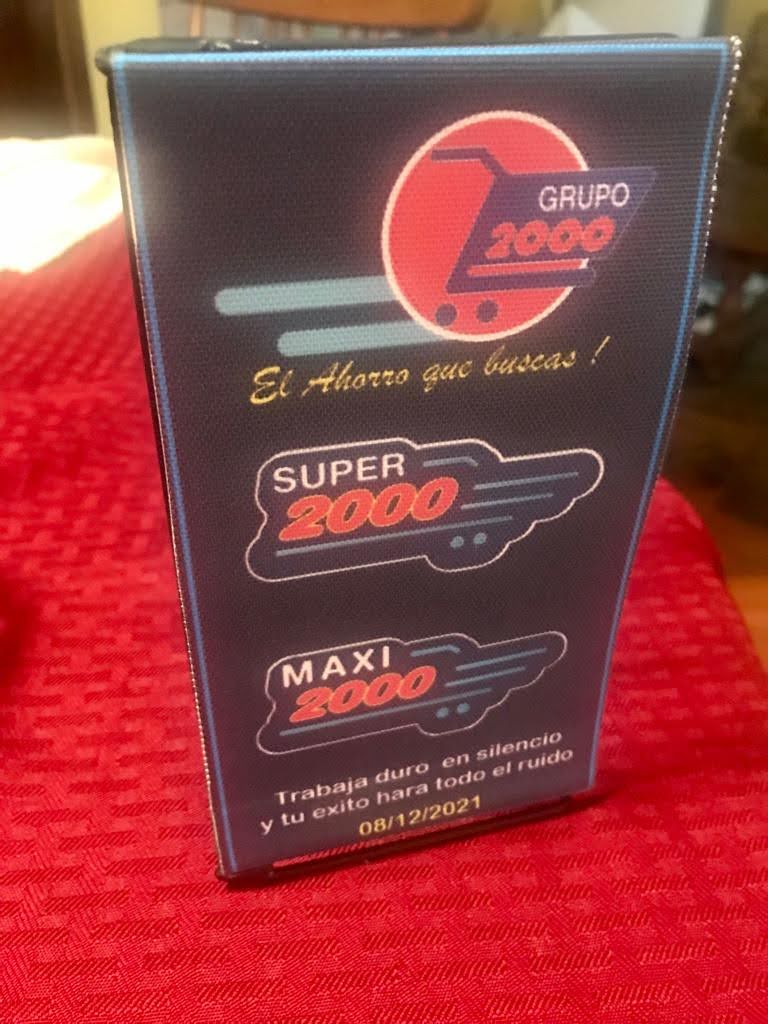 GRUPO
2000
El Ahorro que buscas !
SUPER
2000
MAXI
2000
Trabaja duro en silencio
y tu exito hara todo el ruido
08/12/2021